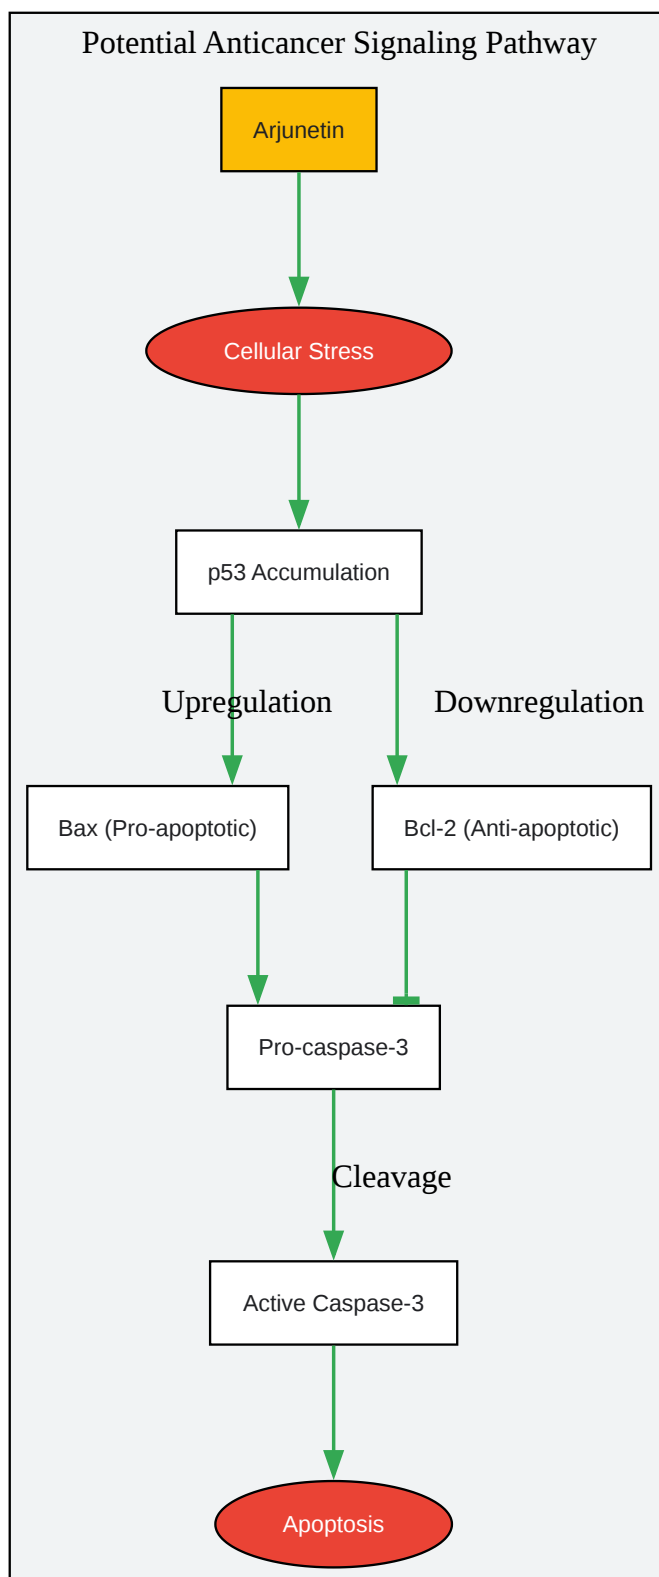 Potential Anticancer Signaling Pathway
Arjunetin
Cellular Stress
p53 Accumulation
Upregulation
Downregulation
Bax (Pro-apoptotic)
Bcl-2 (Anti-apoptotic)
Pro-caspase-3
Cleavage
Active Caspase-3
Apoptosis